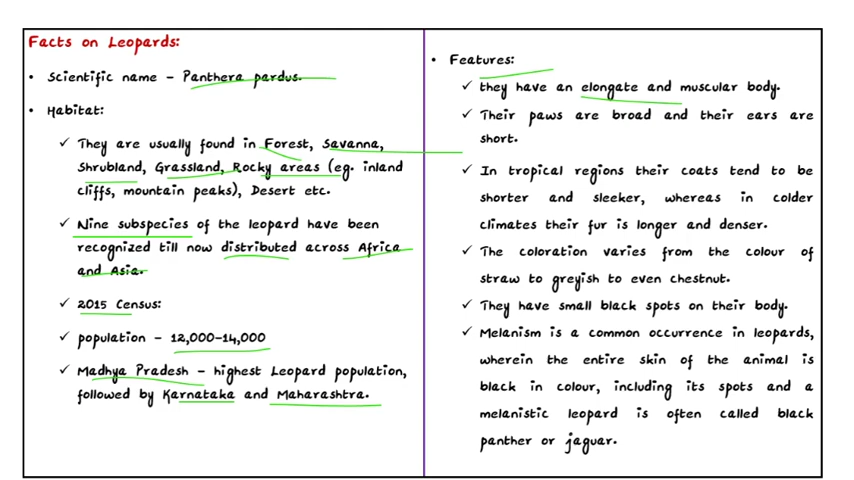 Facts on Leopards:
• Scientific name – Panthera pardus.
• Habitat:
✓ They are usually found in Forest, Savanna,
Shrubland, Grassland, Rocky areas (eg. inland
cliffs, mountain peaks), Desert etc.
✓ Nine subspecies of the leopard have been
recognized till now distributed across Africa
and Asia.
✓ 2015 Census:
✓ population – 12,000–14,000
✓ Madhya Pradesh – highest Leopard population,
followed by Karnataka and Maharashtra.
• Features:
✓ they have an elongate and muscular body.
✓ Their paws are broad and their ears are
short.
✓ In tropical regions their coats tend to be
shorter and sleeker, whereas in colder
climates their fur is longer and denser.
✓ The coloration varies from the colour of
straw to greyish to even chestnut.
✓ They have small black spots on their body.
✓ Melanism is a common occurrence in leopards,
wherein the entire skin of the animal is
black in colour, including its spots and a
melanistic leopard is often called black
panther or jaguar.